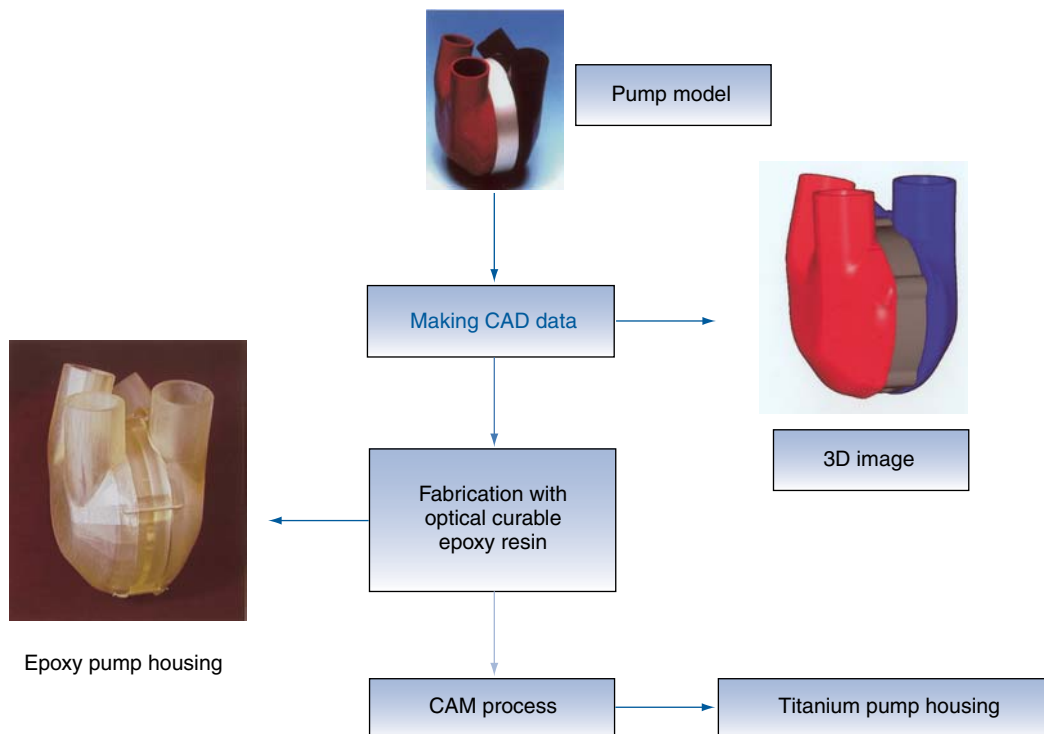 Pump model
Making CAD data
3D image
Fabrication with
optical curable
epoxy resin
Epoxy pump housing
CAM process
Titanium pump housing